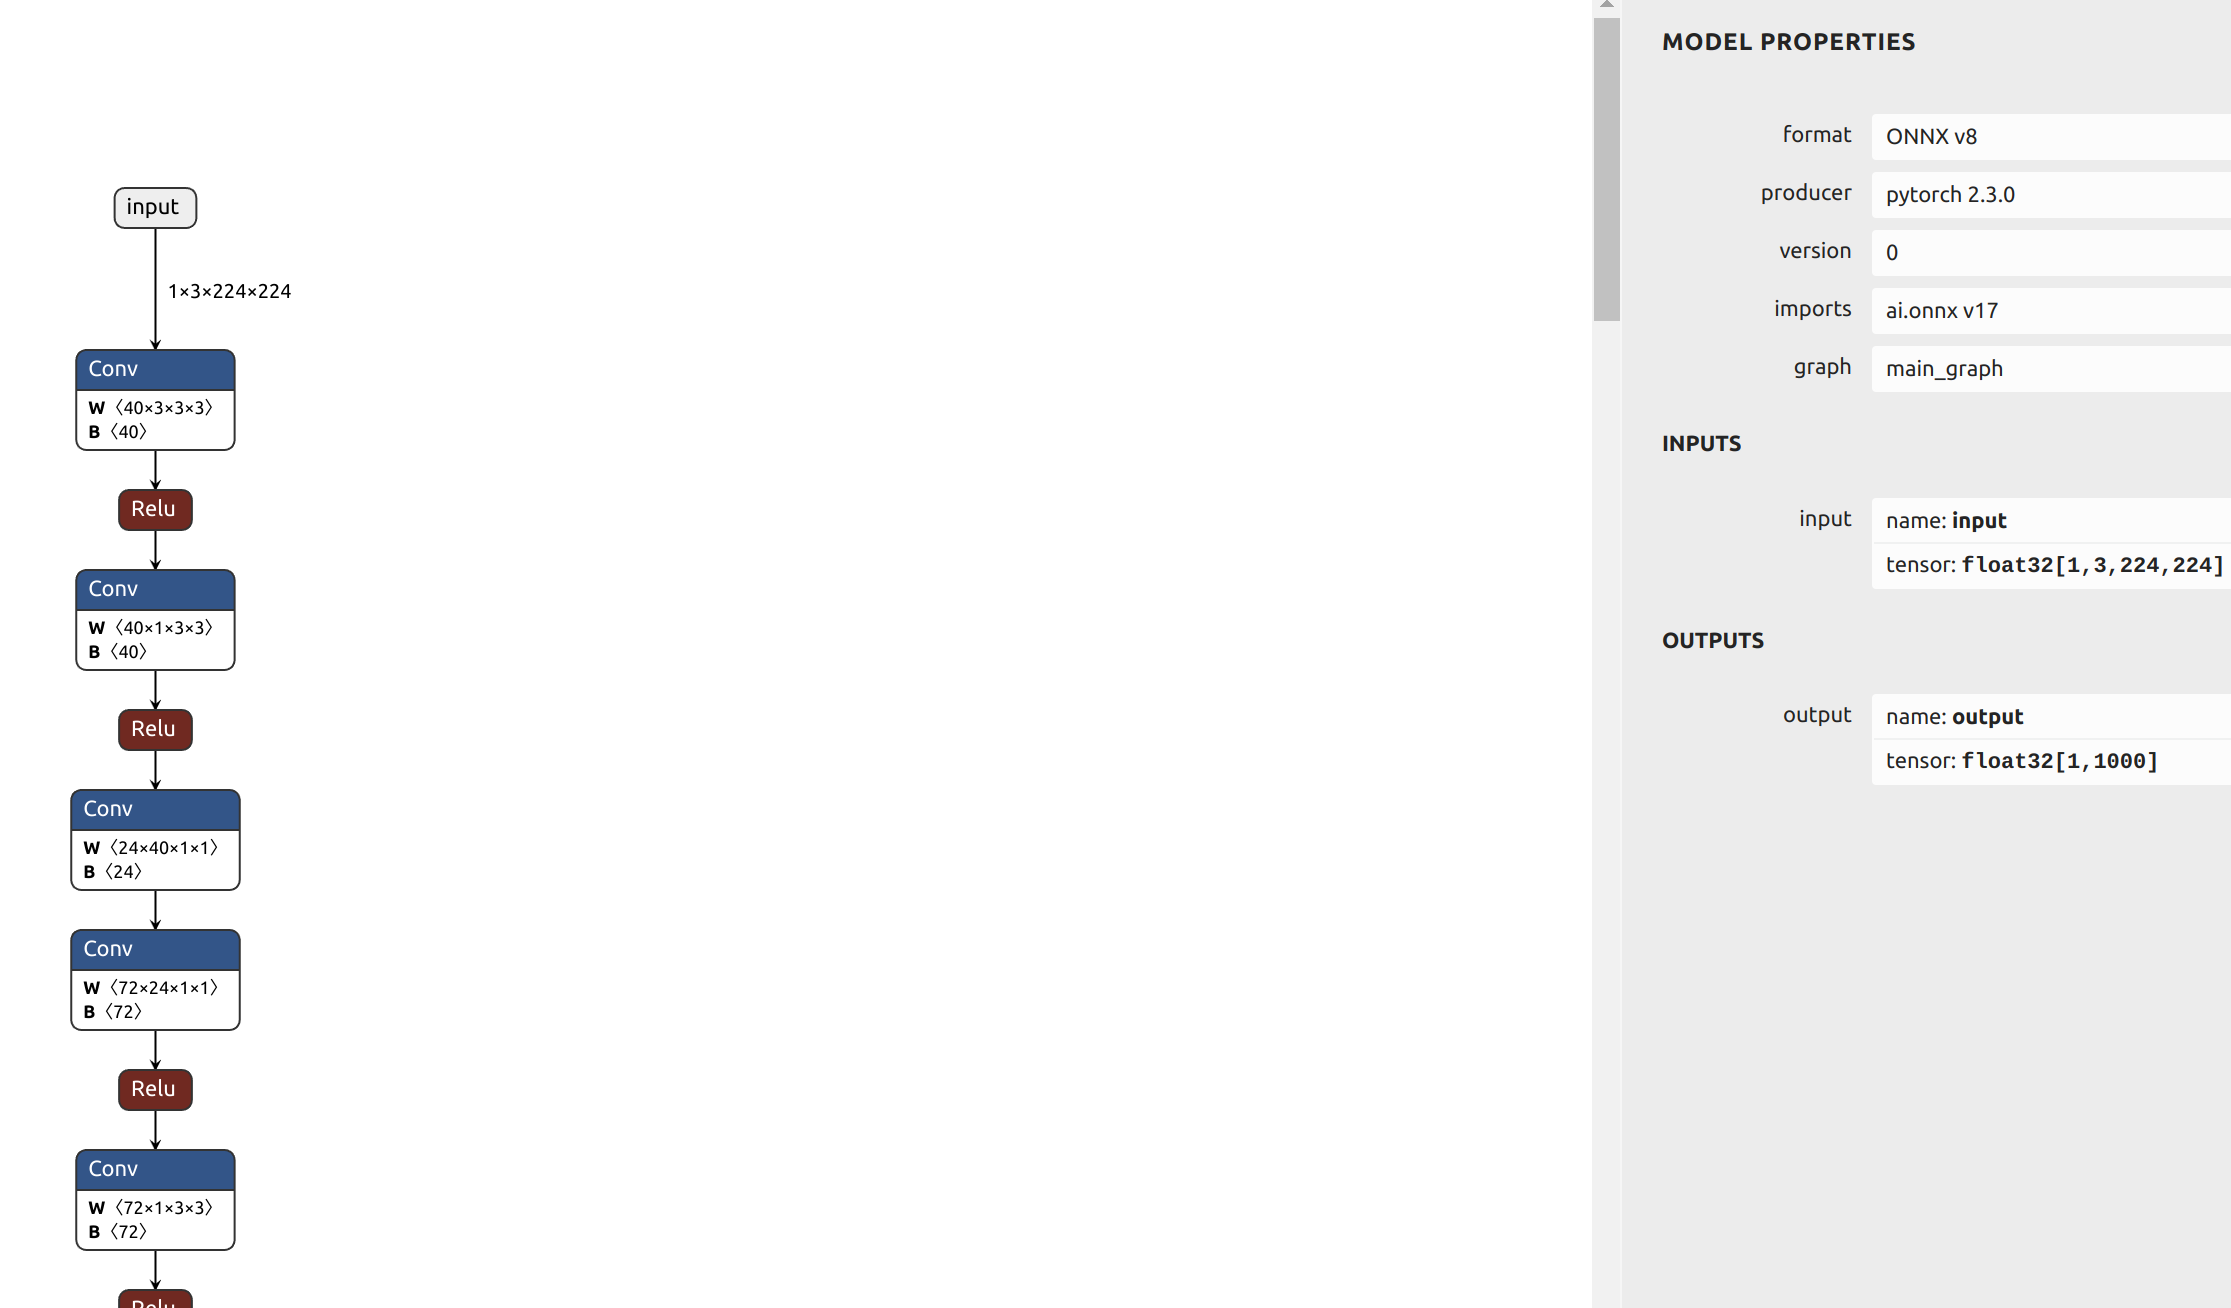 input
1×3×224×224
Conv
W 〈40×3×3×3〉
B 〈40〉
Relu
Conv
W 〈40×1×3×3〉
B 〈40〉
Relu
Conv
W 〈24×40×1×1〉
B 〈24〉
Conv
W 〈72×24×1×1〉
B 〈72〉
Relu
Conv
W 〈72×1×3×3〉
B 〈72〉
Relu
MODEL PROPERTIES
format ONNX v8
producer pytorch 2.3.0
version 0
imports ai.onnx v17
graph main_graph
INPUTS
input name: input
tensor: float32[1,3,224,224]
OUTPUTS
output name: output
tensor: float32[1,1000]